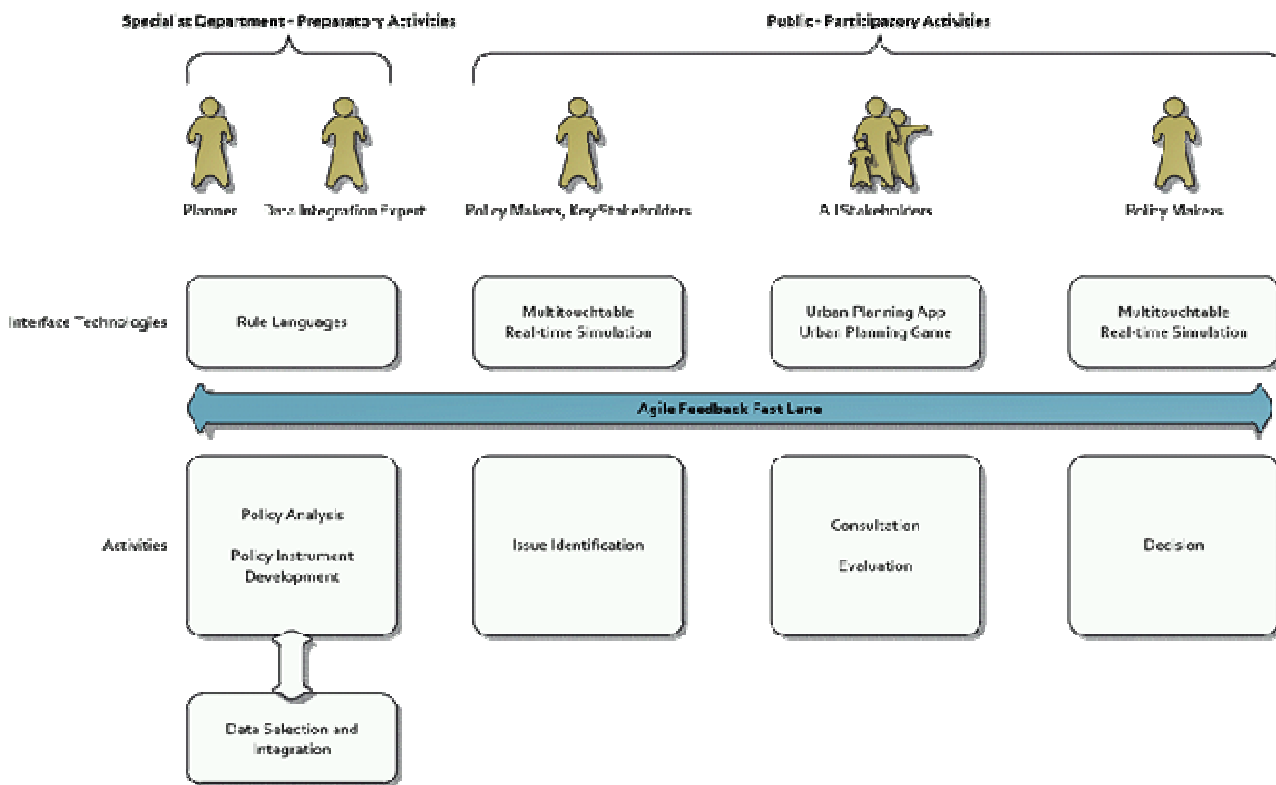 Specialist Department - Preparatory Activities
Public - Participatory Activities
Planner
Data Integration Expert
Policy Makers, Key Stakeholders
All Stakeholders
Policy Makers
Interface Technologies
Rule Languages
Multitouchtable
Real-time Simulation
Urban Planning App
Urban Planning Game
Multitouchtable
Real-time Simulation
Agile Feedback Fast Lane
Activities
Policy Analysis
Policy Instrument
Development
Issue Identification
Consultation
Evaluation
Decision
Data Selection and
Integration